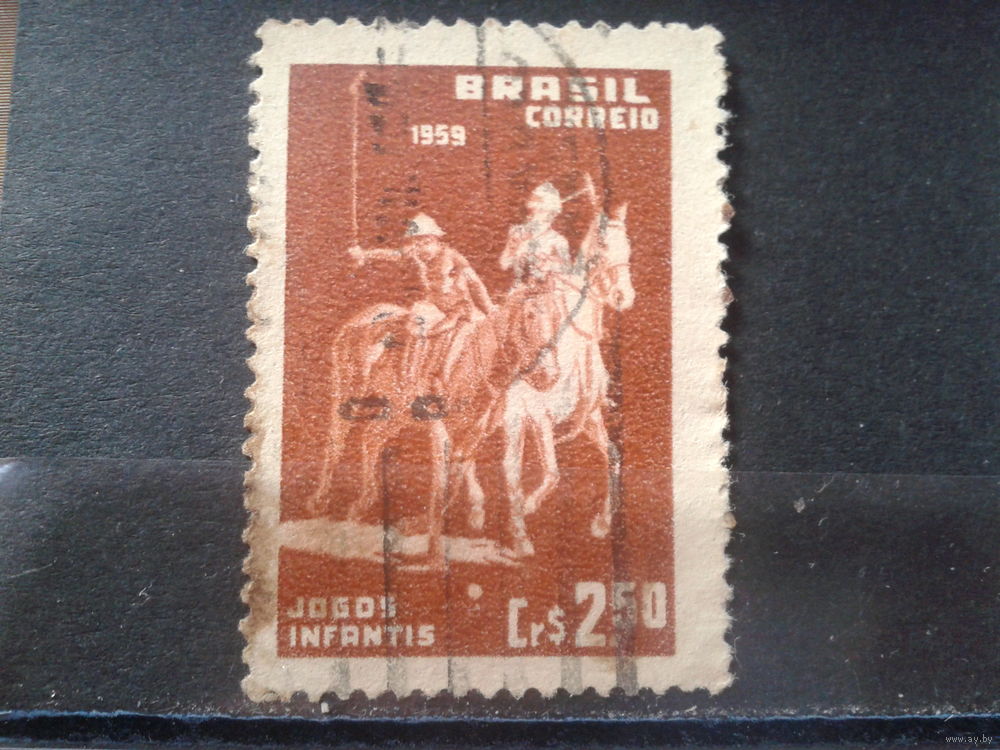 BRASIL
CORREIO
1959
JOGOS
INFANTIS
Cr$ 2,50
www.ay.by